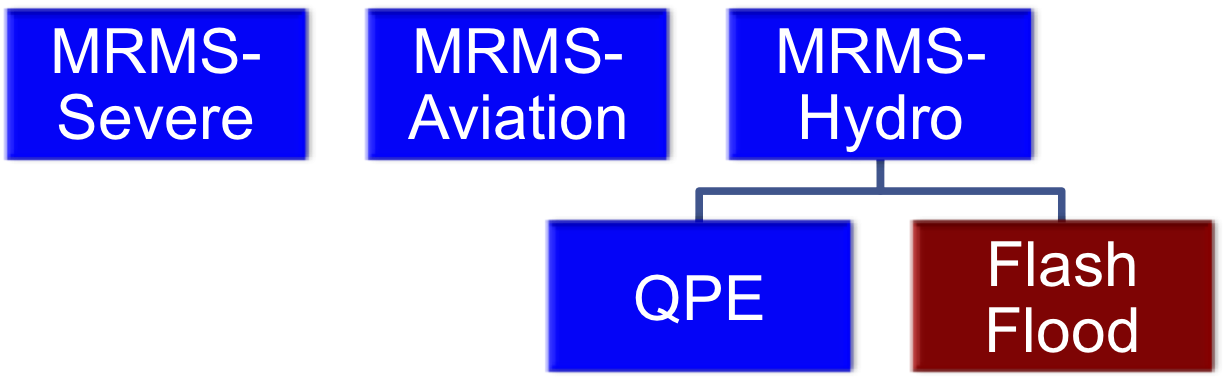 MRMS-
Severe
MRMS-
Aviation
MRMS-
Hydro
QPE
Flash
Flood